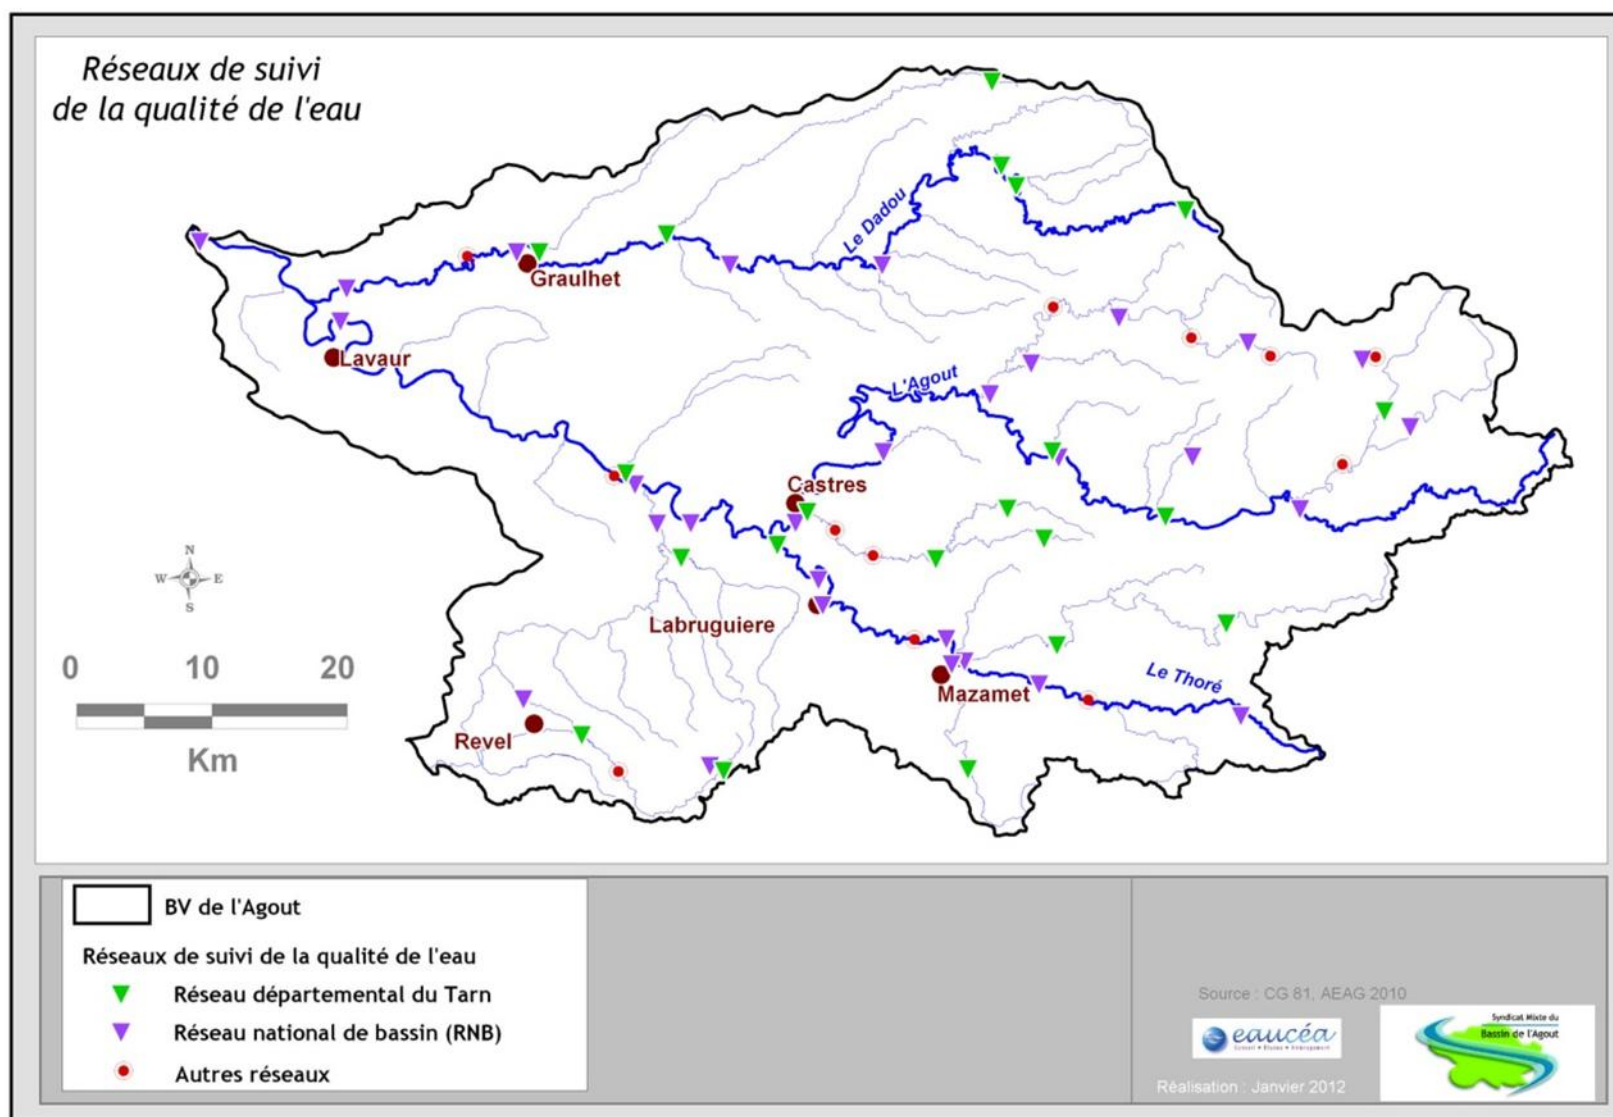 Réseaux de suivi
de la qualité de l'eau
Le Dadou
Graulhet
Lavaur
L'Agout
Castres
N
W E
S
Labruguiere
0 10 20
Km
Mazamet
Le Thoré
Revel
BV de l'Agout
Réseaux de suivi de la qualité de l'eau
Réseau départemental du Tarn
Réseau national de bassin (RNB)
Autres réseaux
Source : CG 81, AEAG 2010
eaucéa
Conseil • Études • Aménagement
Réalisation : Janvier 2012
Syndicat Mixte du
Bassin de l'Agout